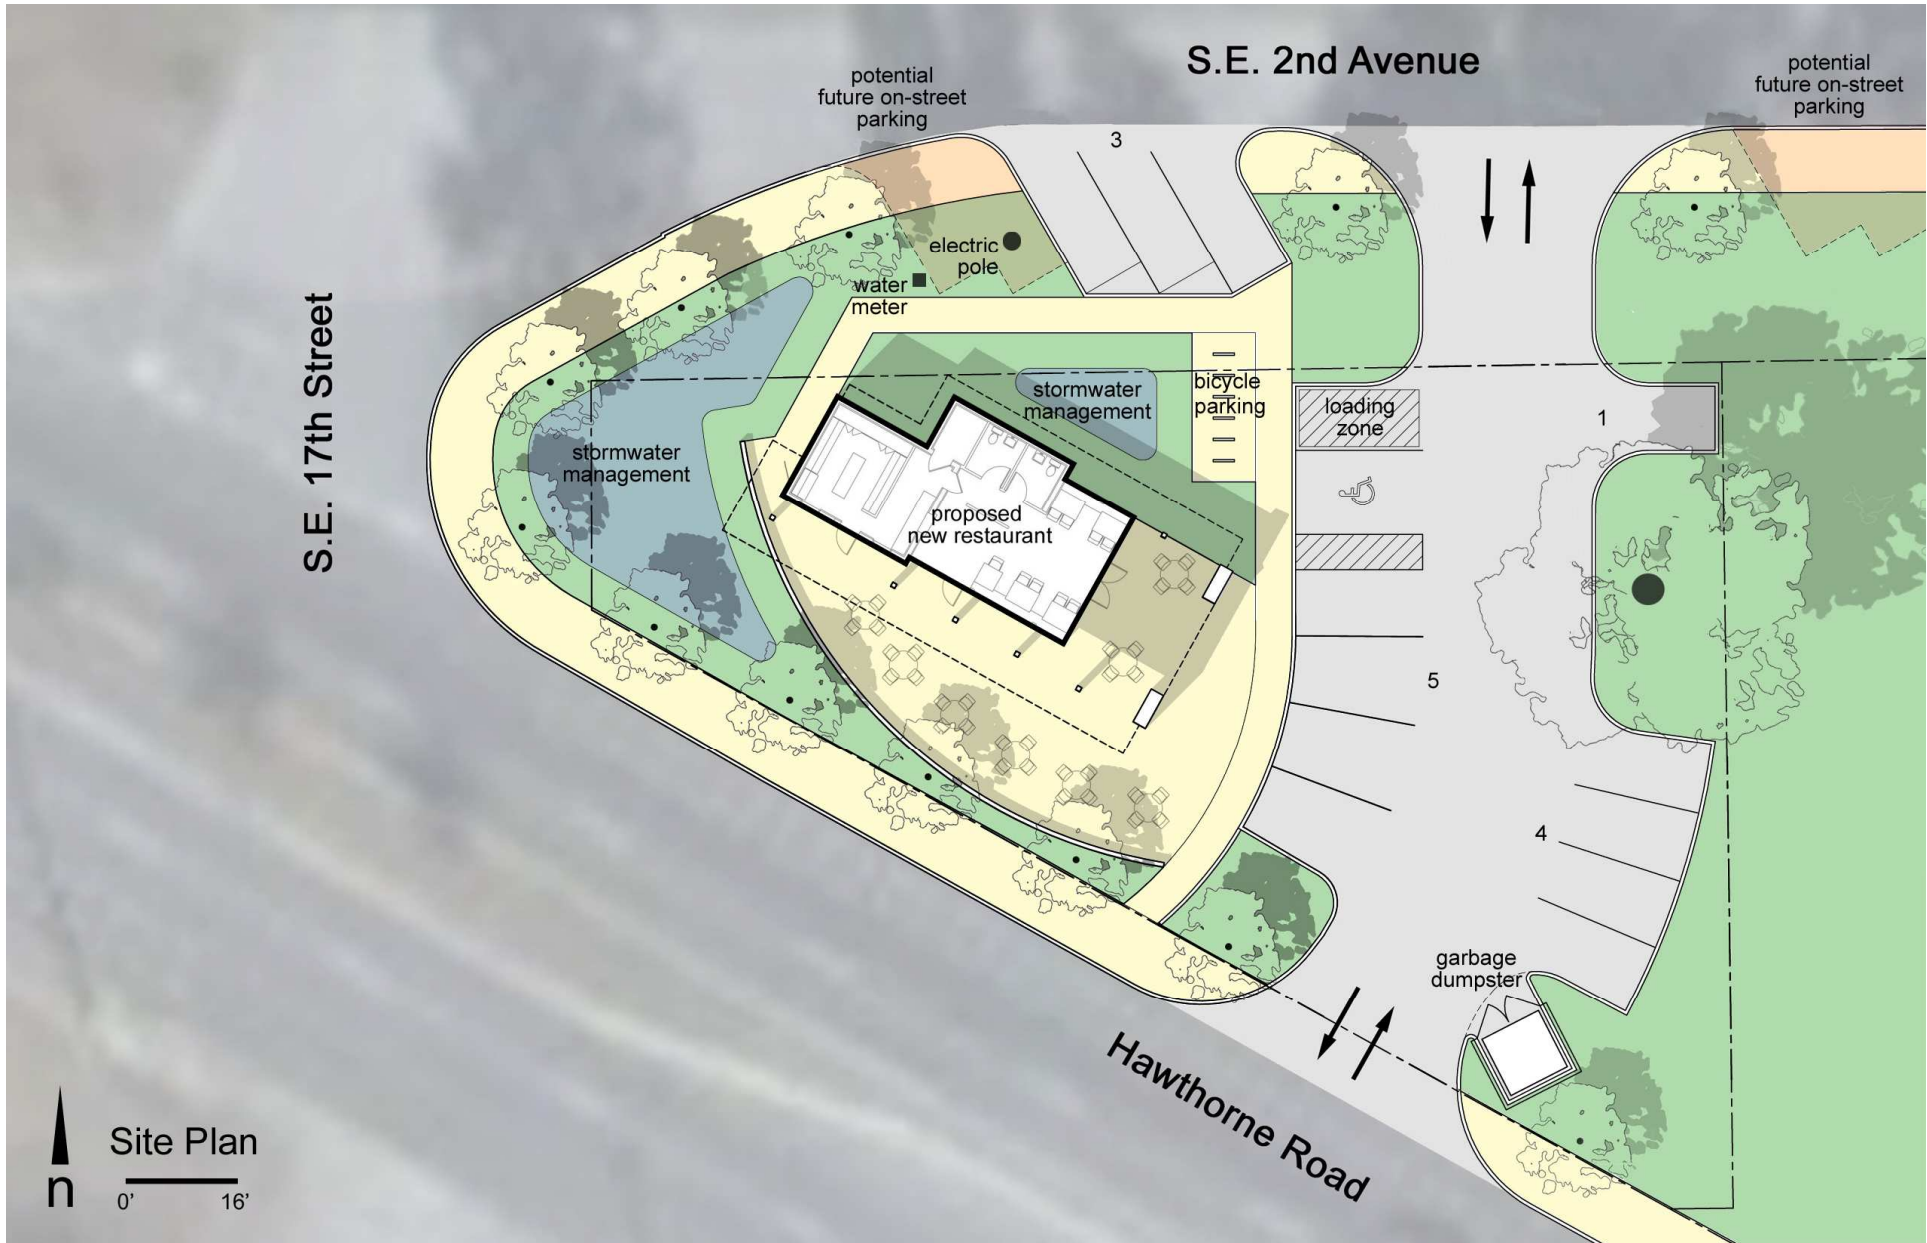 S.E. 2nd Avenue
potential
future on-street
parking
potential
future on-street
parking
3
electric
pole
water
meter
S.E. 17th Street
stormwater
management
stormwater
management
bicycle
parking
loading
zone
1
proposed
new restaurant
5
4
garbage
dumpster
Hawthorne Road
Site Plan
n
0'
16'